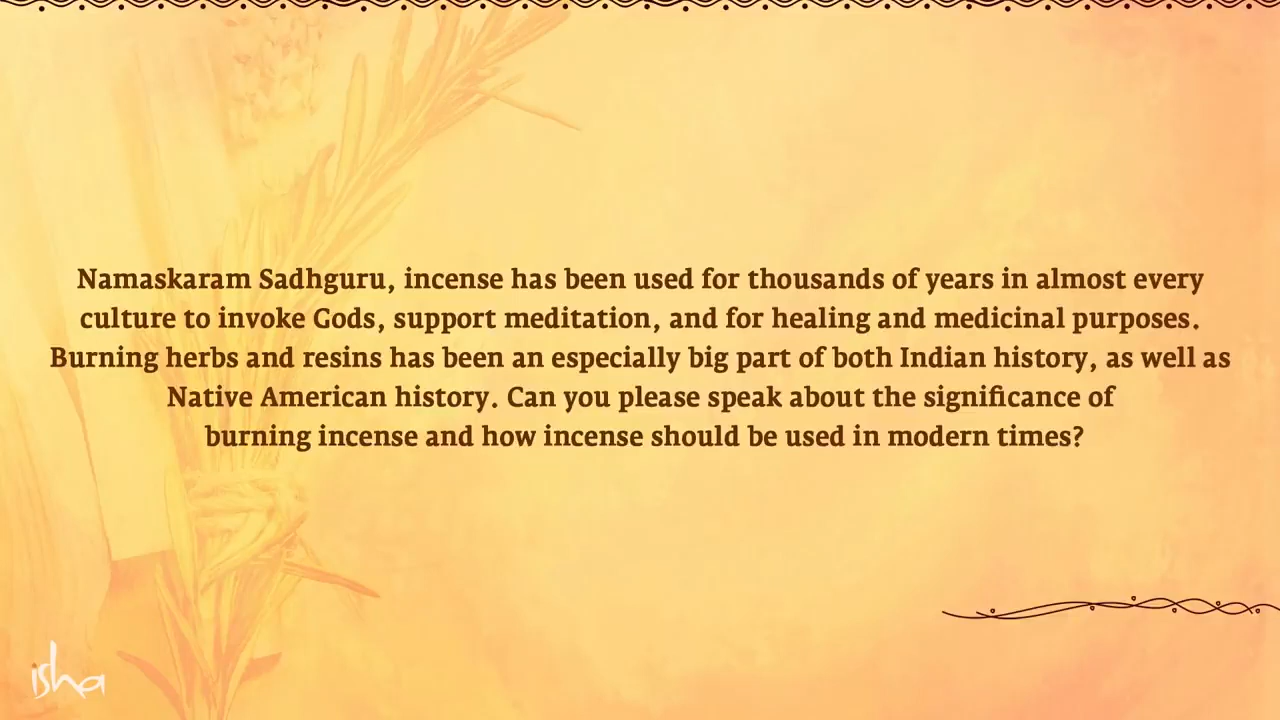 Namaskaram Sadhguru, incense has been used for thousands of years in almost every
culture to invoke Gods, support meditation, and for healing and medicinal purposes.
Burning herbs and resins has been an especially big part of both Indian history, as well as
Native American history. Can you please speak about the significance of
burning incense and how incense should be used in modern times?
isha